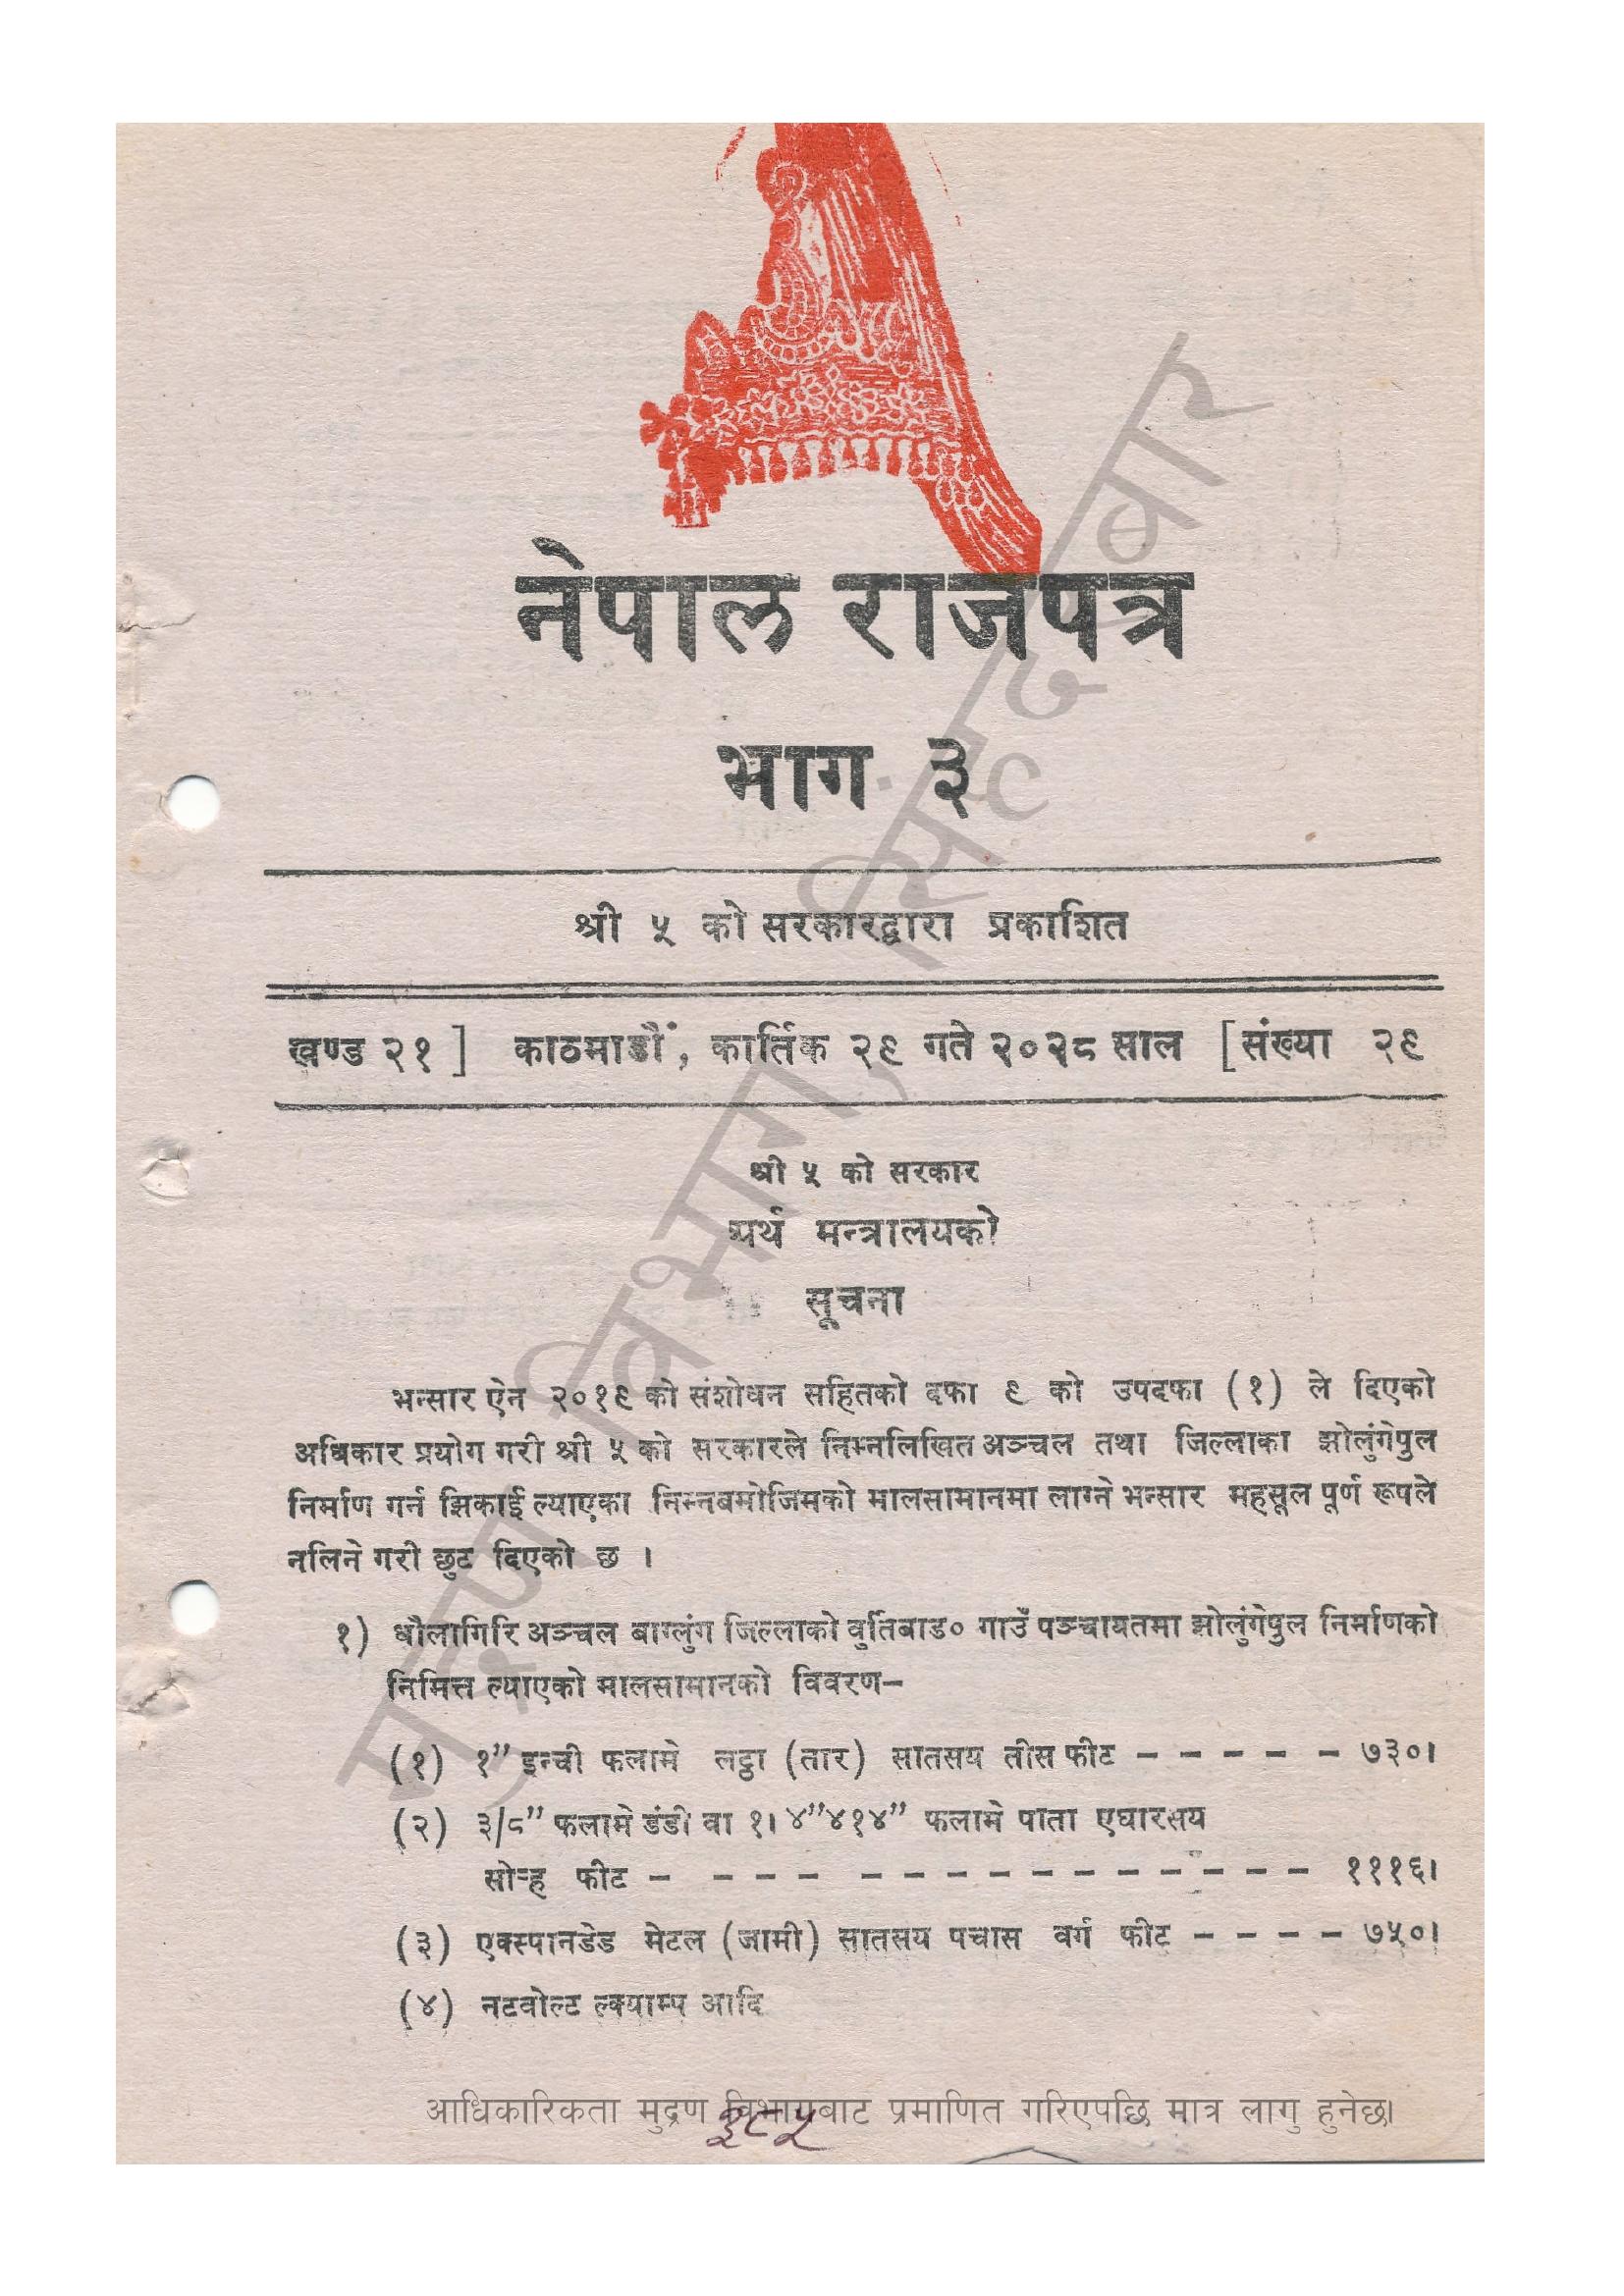 नेपाल राजपत्र
भाग ३
श्री ५ को सरकारद्वारा प्रकाशित
खण्ड २१ ] काठमाडौं, कार्तिक २९ गते २०२८ साल [ संख्या २९
श्री ५ को सरकार
अर्थ मन्त्रालयको
सूचना
भन्सार ऐन २०१९ को संशोधन सहितको दफा ९ को उपदफा (१) ले दिएको
अधिकार प्रयोग गरी श्री ५ को सरकारले निम्नलिखित अञ्चल तथा जिल्लाका झोलुंगेपुल
निर्माण गर्न झिकाई ल्याएका निम्नबमोजिमको मालसामानमा लाग्ने भन्सार महसूल पूर्ण रूपले
नलिने गरी छुट दिएको छ ।
१) धौलागिरि अञ्चल बाग्लुंग जिल्लाको वुर्तिबाड० गाउँ पञ्चायतमा झोलुंगेपुल निर्माणको
निमित्त ल्याएको मालसामानको विवरण–
(१) १” इन्ची फलामे लट्ठा (तार) सातसय तीस फीट – – – – – ७३०।
(२) ३/८” फलामे डंडी वा १। ४”४१४” फलामे पाता एघारसय
सोऱ्ह फीट – – – – – – – – – – – – – – – – – – – – १११६।
(३) एक्स्पानडेड मेटल (जामी) सातसय पचास वर्ग फीट – – – – ७५०।
(४) नटवोल्ट ल्क्याम्प आदि
आधिकारिकता मुद्रण विभागबाट प्रमाणित गरिएपछि मात्र लागु हुनेछ।
३८५
मुद्रण विभाग, सिंहदरबार